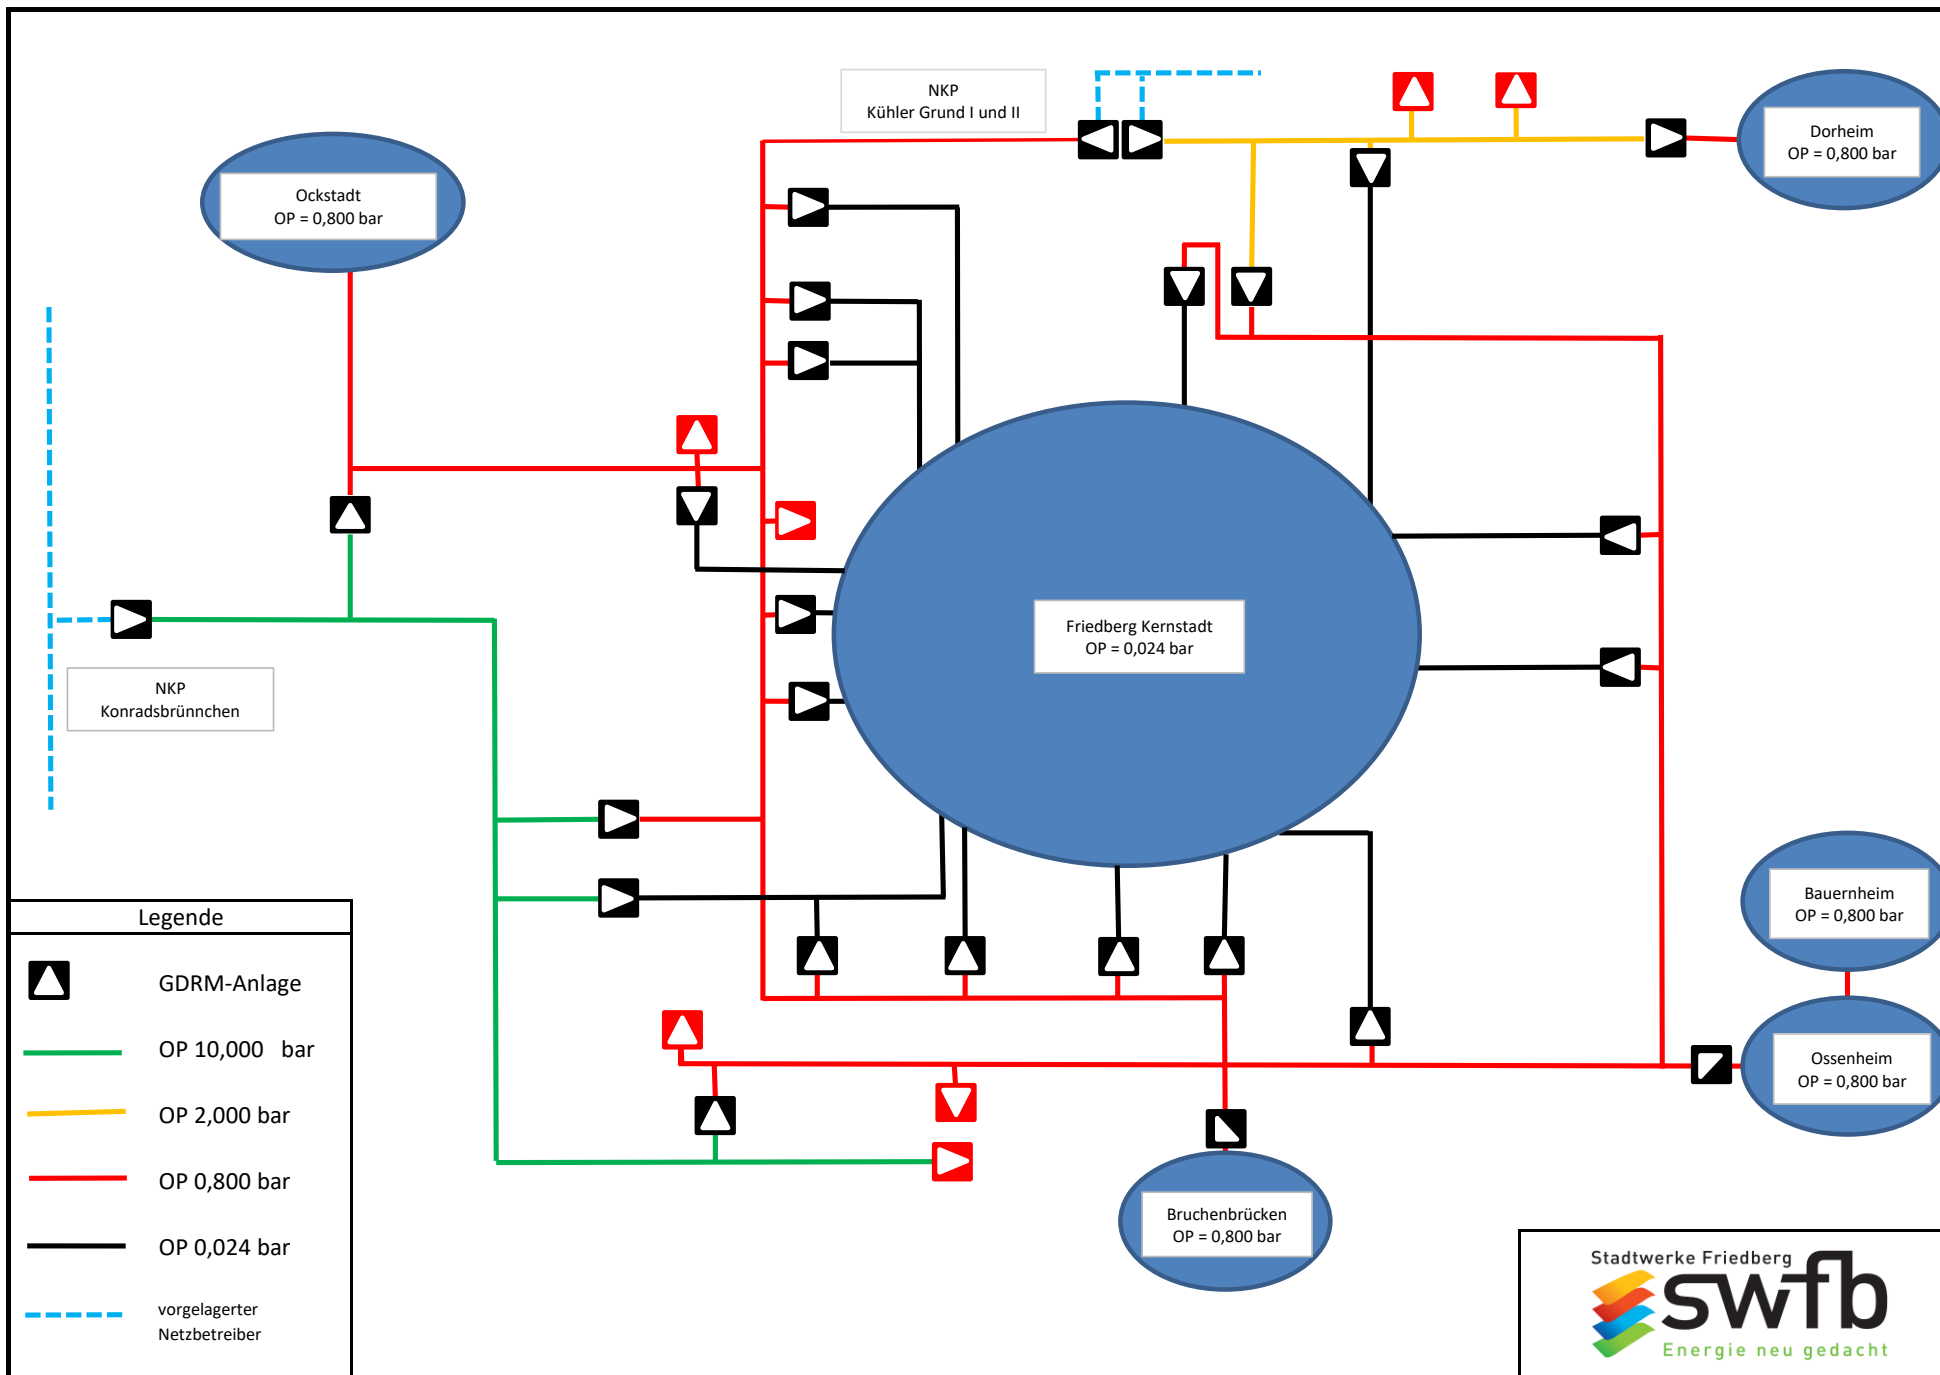 NKP
Kühler Grund I und II
Dorheim
OP = 0,800 bar
Ockstadt
OP = 0,800 bar
Friedberg Kernstadt
OP = 0,024 bar
NKP
Konradsbrünnchen
Bauernheim
OP = 0,800 bar
Ossenheim
OP = 0,800 bar
Bruchenbrücken
OP = 0,800 bar
Legende
GDRM-Anlage
OP 10,000 bar
OP 2,000 bar
OP 0,800 bar
OP 0,024 bar
vorgelagerter
Netzbetreiber
Stadtwerke Friedberg
swfb
Energie neu gedacht